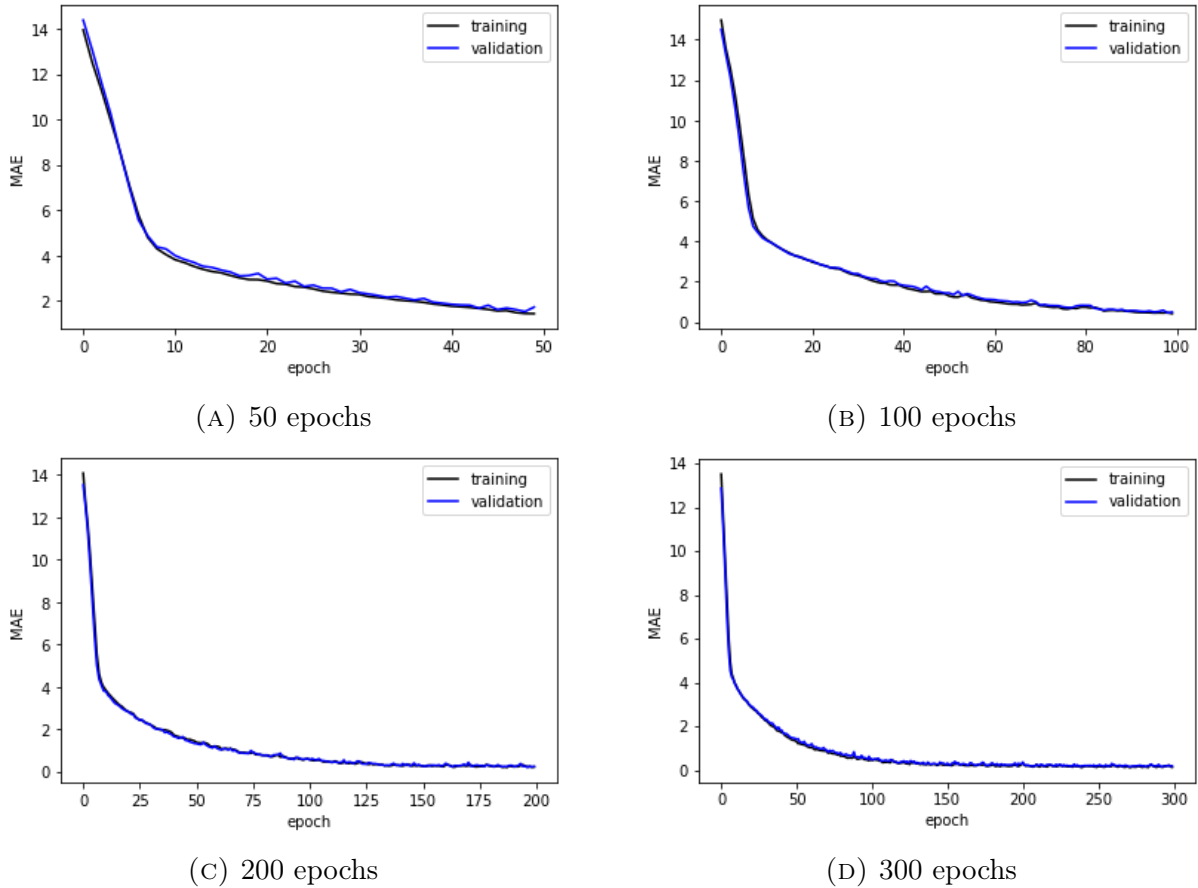 training
validation
14
12
10
8
6
4
2
MAE
0 10 20 30 40 50
epoch
(A) 50 epochs
training
validation
14
12
10
8
6
4
2
0
MAE
0 20 40 60 80 100
epoch
(B) 100 epochs
training
validation
14
12
10
8
6
4
2
0
MAE
0 25 50 75 100 125 150 175 200
epoch
(C) 200 epochs
training
validation
14
12
10
8
6
4
2
0
MAE
0 50 100 150 200 250 300
epoch
(D) 300 epochs